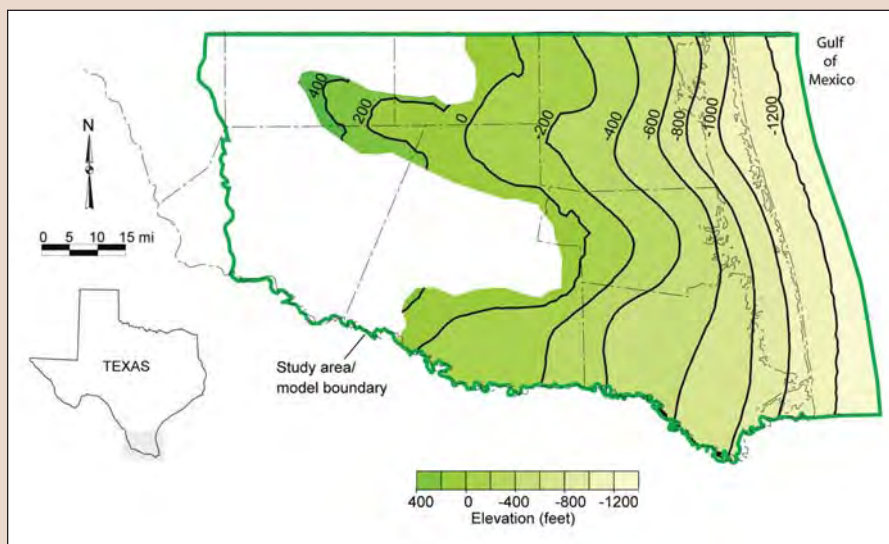 Gulf
of
Mexico
400
200
0
-200
-400
-600
-800
-1000
-1200
N
0 5 10 15 mi
TEXAS
Study area/
model boundary
400 0 -400 -800 -1200
Elevation (feet)